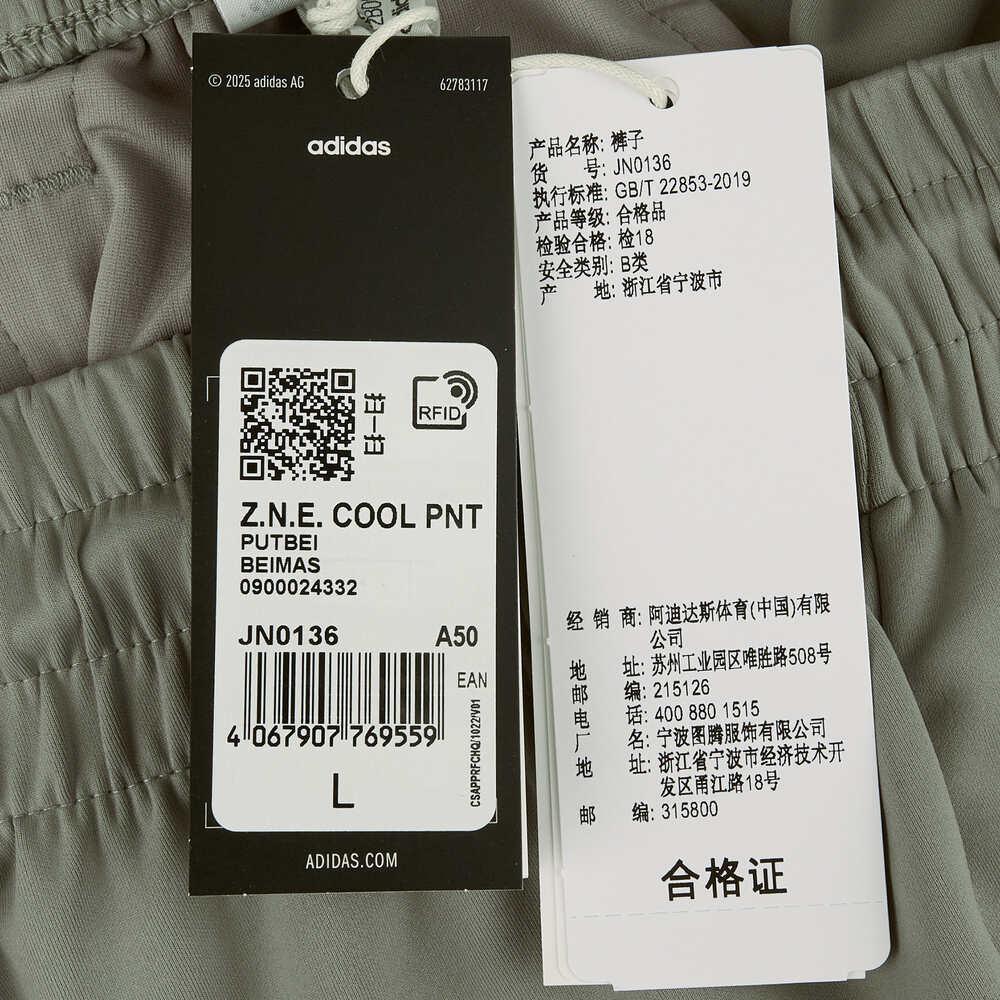 © 2025 adidas AG
62783117
adidas
扫一扫
RFID
Z.N.E. COOL PNT
PUTBEI
BEIMAS
0900024332
JN0136 A50
EAN
4 067907 769559
CSAPPRFCHQ/1022/V01
L
ADIDAS.COM
产品名称: 裤子
货 号: JN0136
执行标准: GB/T 22853-2019
产品等级: 合格品
检验合格: 检18
安全类别: B类
产 地: 浙江省宁波市
经 销 商: 阿迪达斯体育(中国)有限
公司
地 址: 苏州工业园区唯胜路508号
邮 编: 215126
电 话: 400 880 1515
厂 名: 宁波图腾服饰有限公司
地 址: 浙江省宁波市经济技术开
发区甬江路18号
邮 编: 315800
合格证